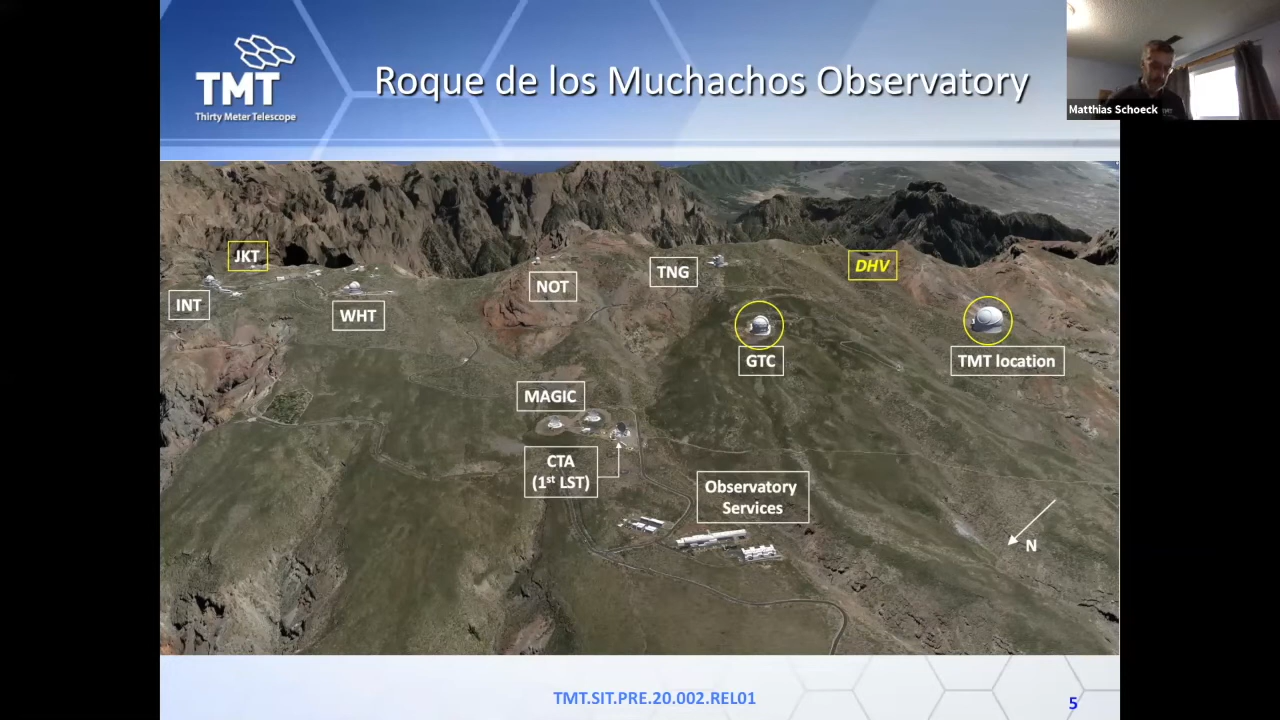 TMT
Thirty Meter Telescope
Roque de los Muchachos Observatory
Matthias Schoeck
JKT
INT
WHT
NOT
TNG
DHV
GTC
TMT location
MAGIC
CTA
(1st LST)
Observatory
Services
N
TMT.SIT.PRE.20.002.REL01
5